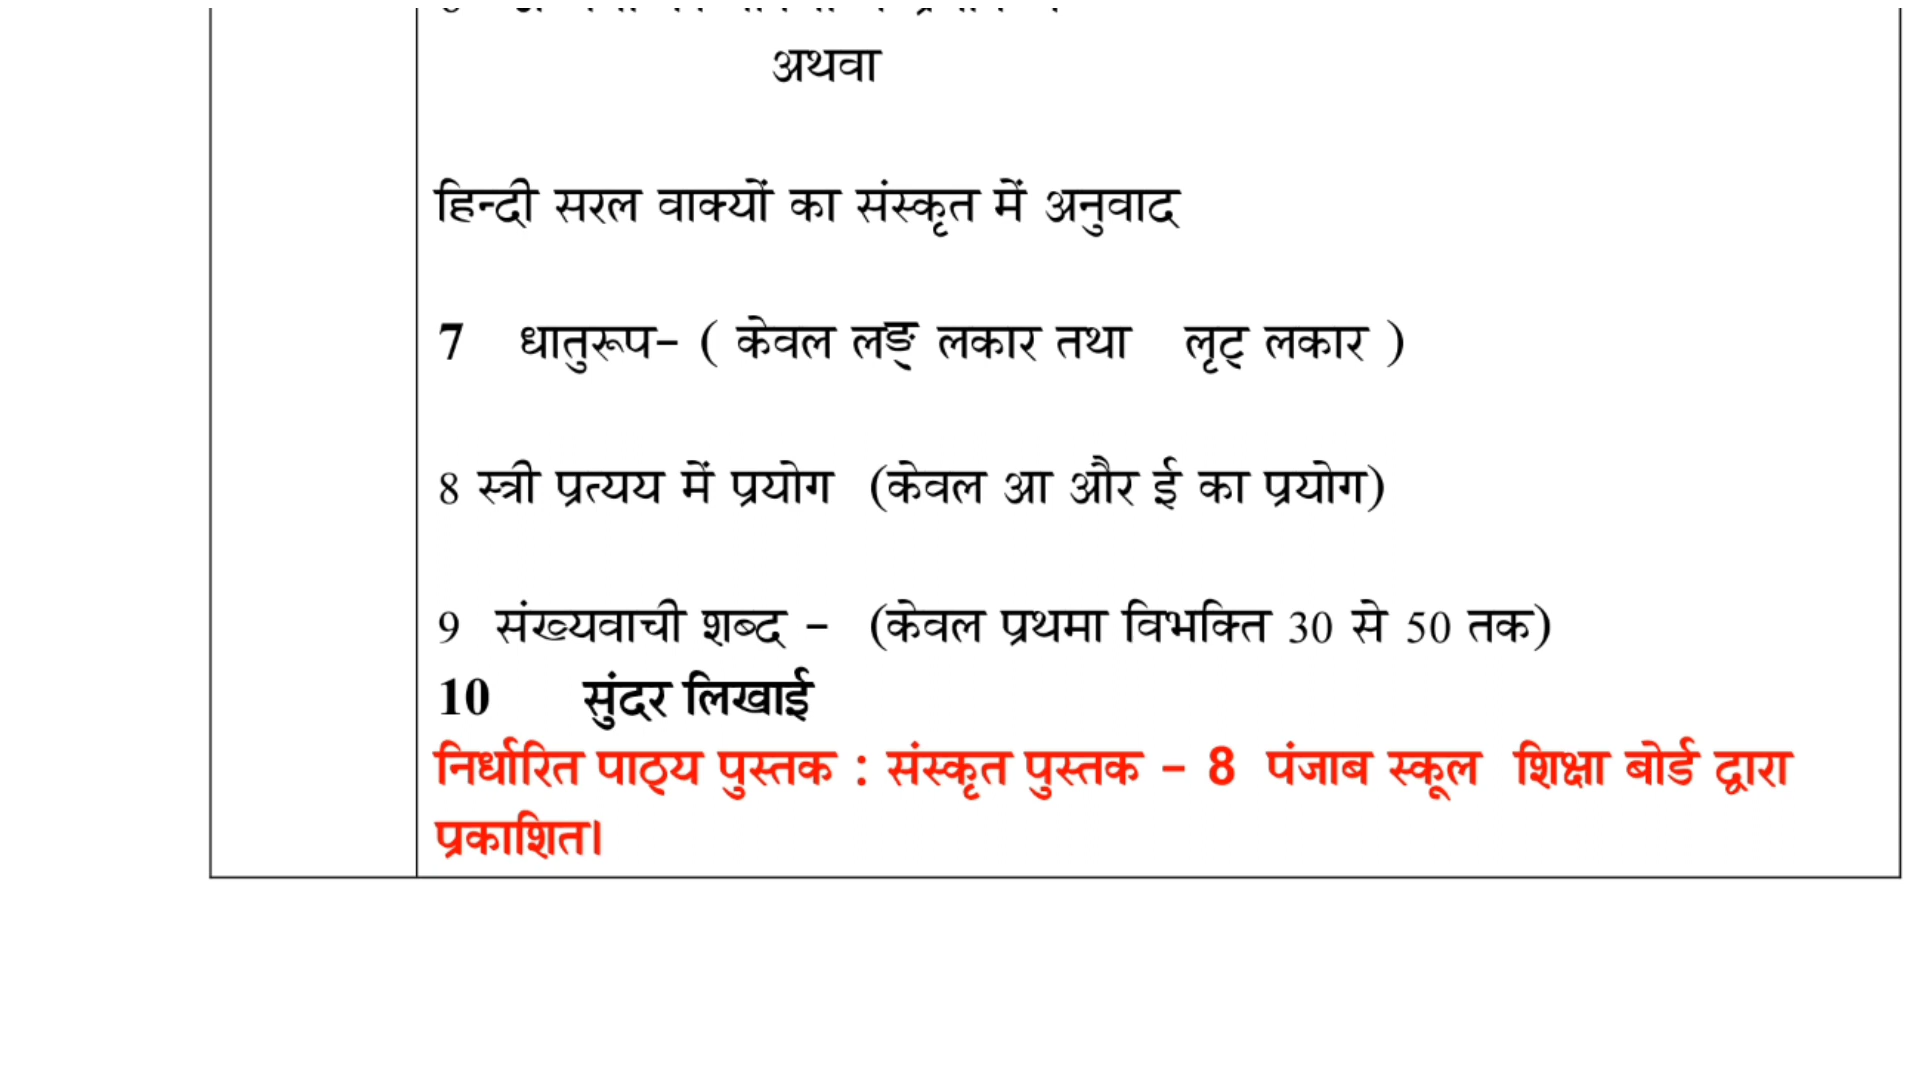 अथवा
हिन्दी सरल वाक्यों का संस्कृत में अनुवाद
7 धातुरूप- ( केवल लङ् लकार तथा लृट् लकार )
8 स्त्री प्रत्यय में प्रयोग (केवल आ और ई का प्रयोग)
9 संख्यवाची शब्द - (केवल प्रथमा विभक्ति 30 से 50 तक)
10 सुंदर लिखाई
निर्धारित पाठ्य पुस्तक : संस्कृत पुस्तक - 8 पंजाब स्कूल शिक्षा बोर्ड द्वारा
प्रकाशित।